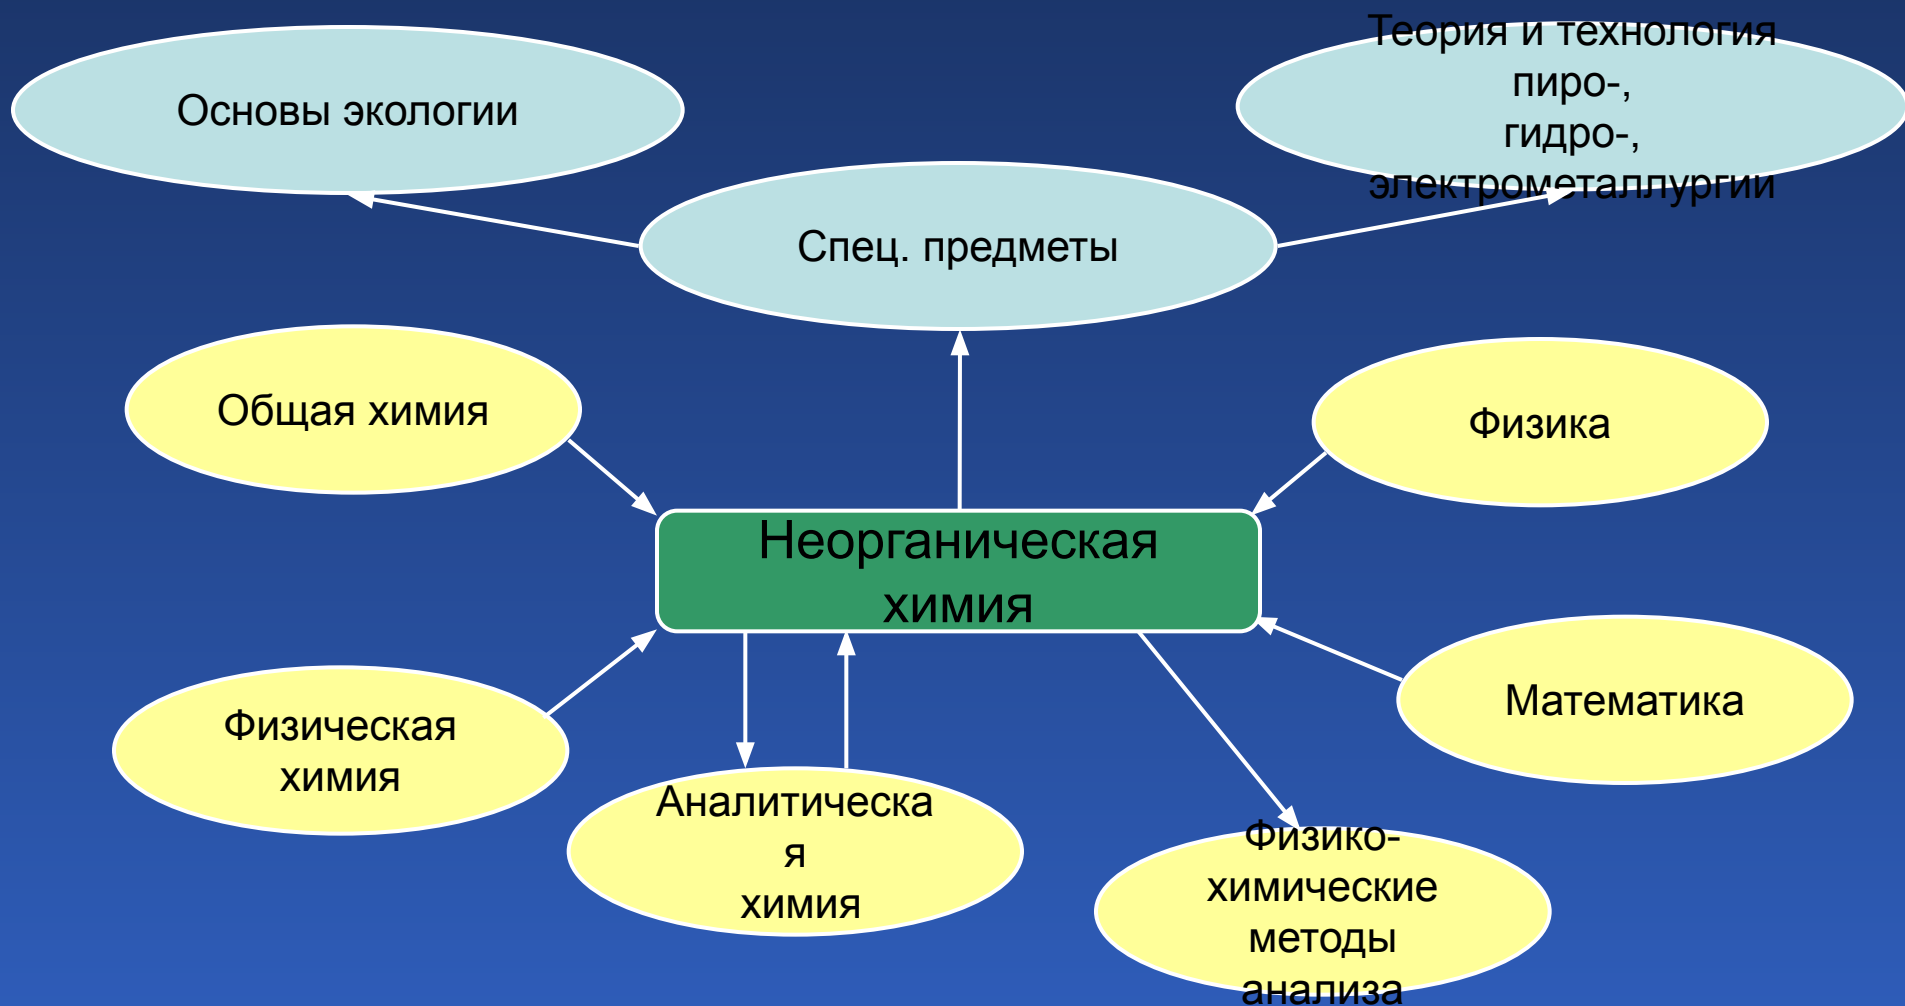 Основы экологии
Теория и технология
пиро-,
гидро-,
электрометаллургии
Спец. предметы
Общая химия
Физика
Неорганическая
химия
Физическая
химия
Математика
Аналитическа
я
химия
Физико-
химические
методы
анализа